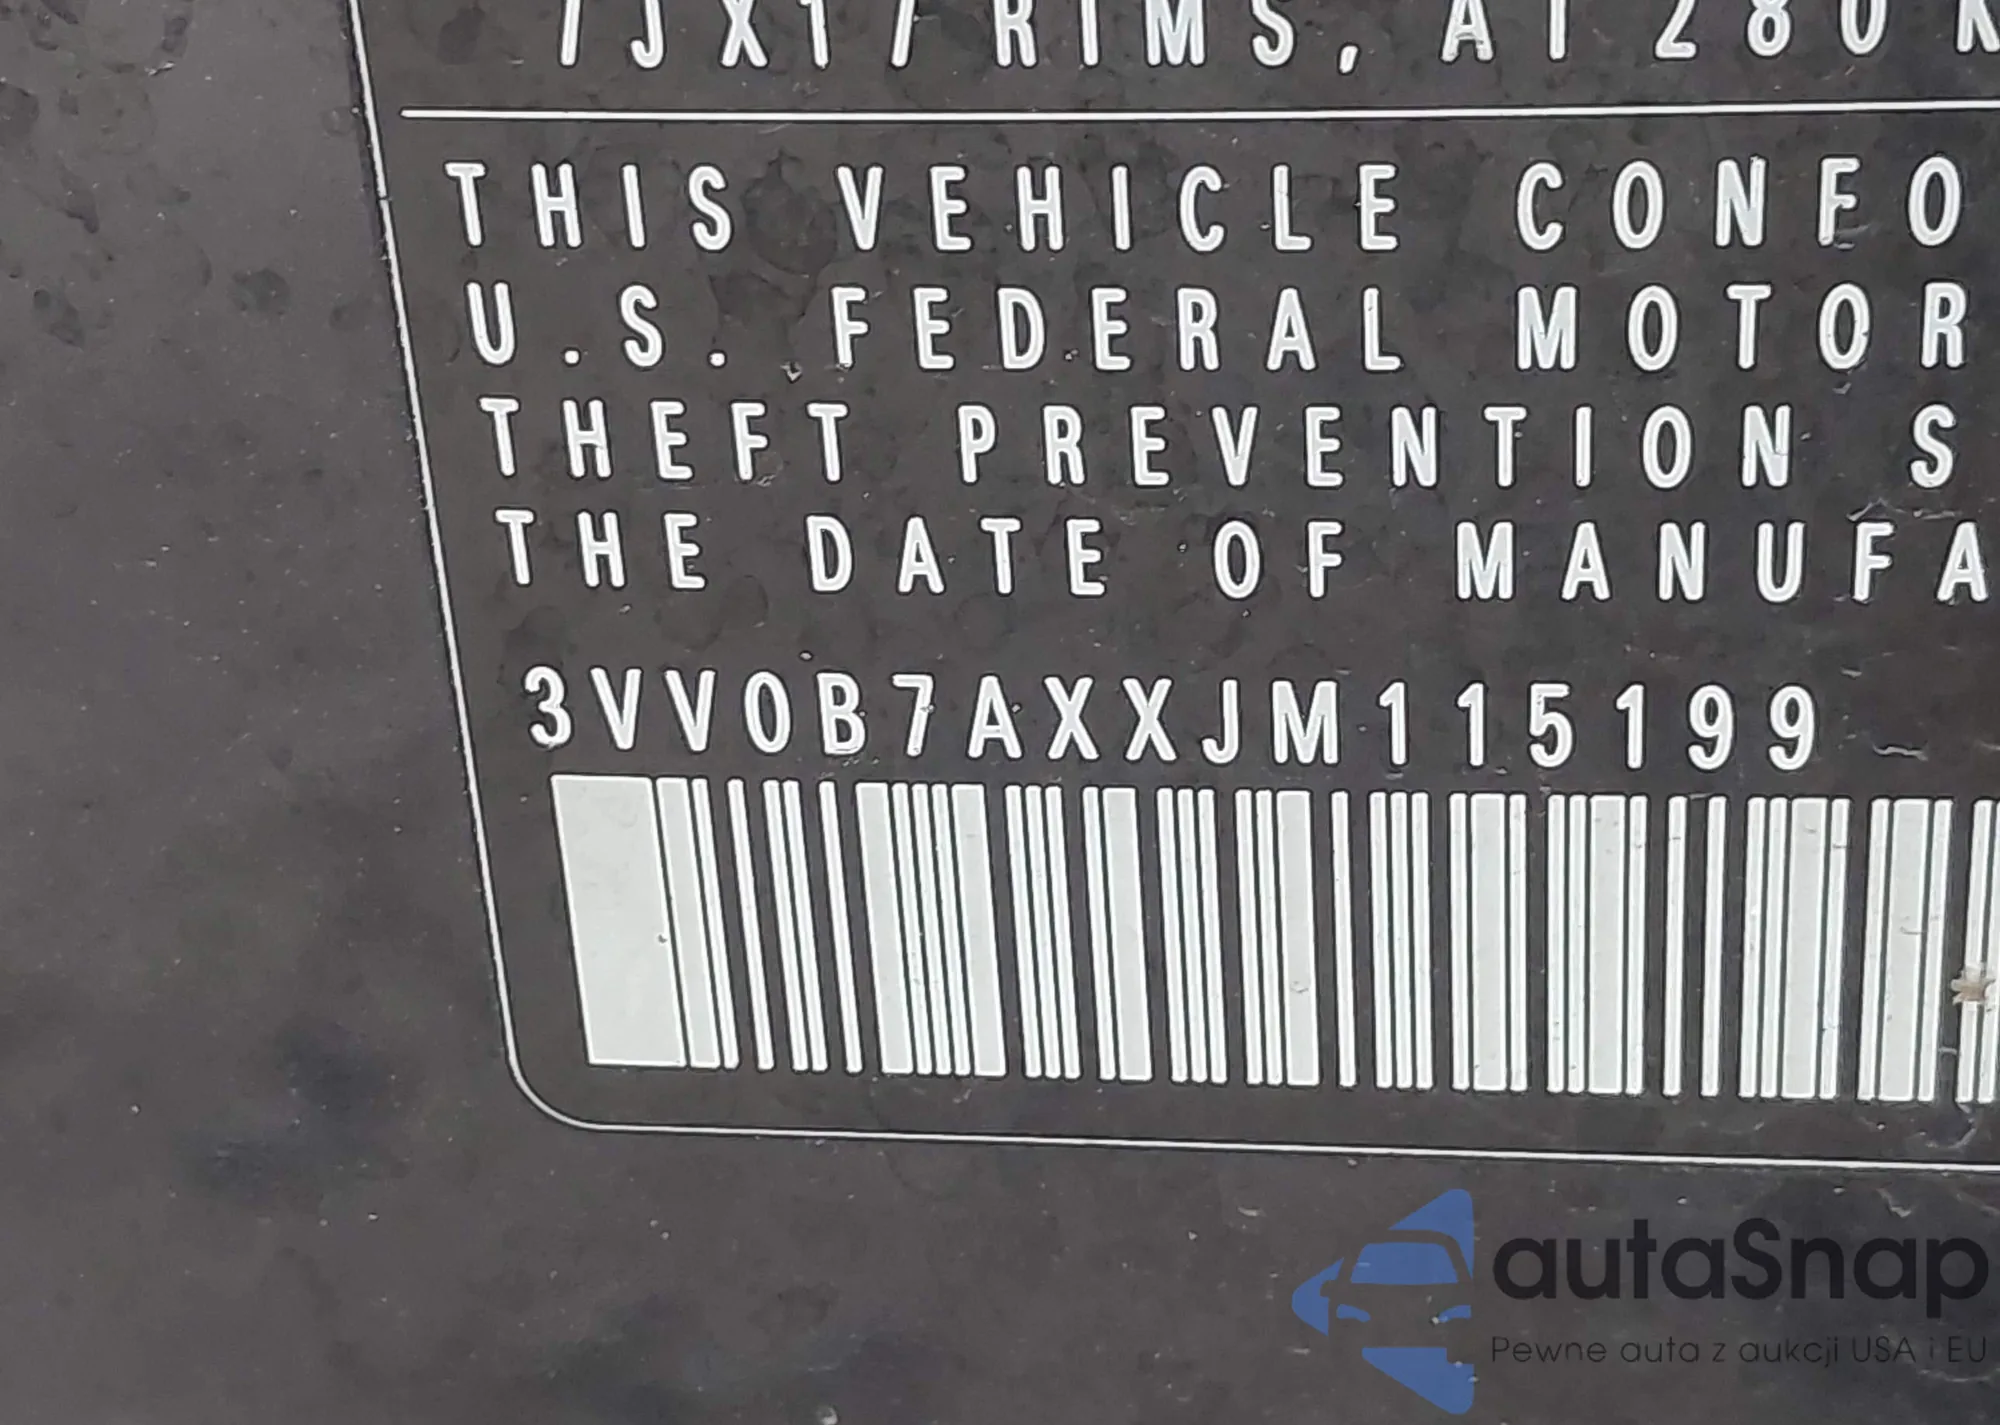 7JX17 RIMS, AT 280 K
THIS VEHICLE CONFO
U.S. FEDERAL MOTOR
THEFT PREVENTION S
THE DATE OF MANUFA
3VV0B7AXXJM115199
autaSnap
Pewne auta z aukcji USA i EU